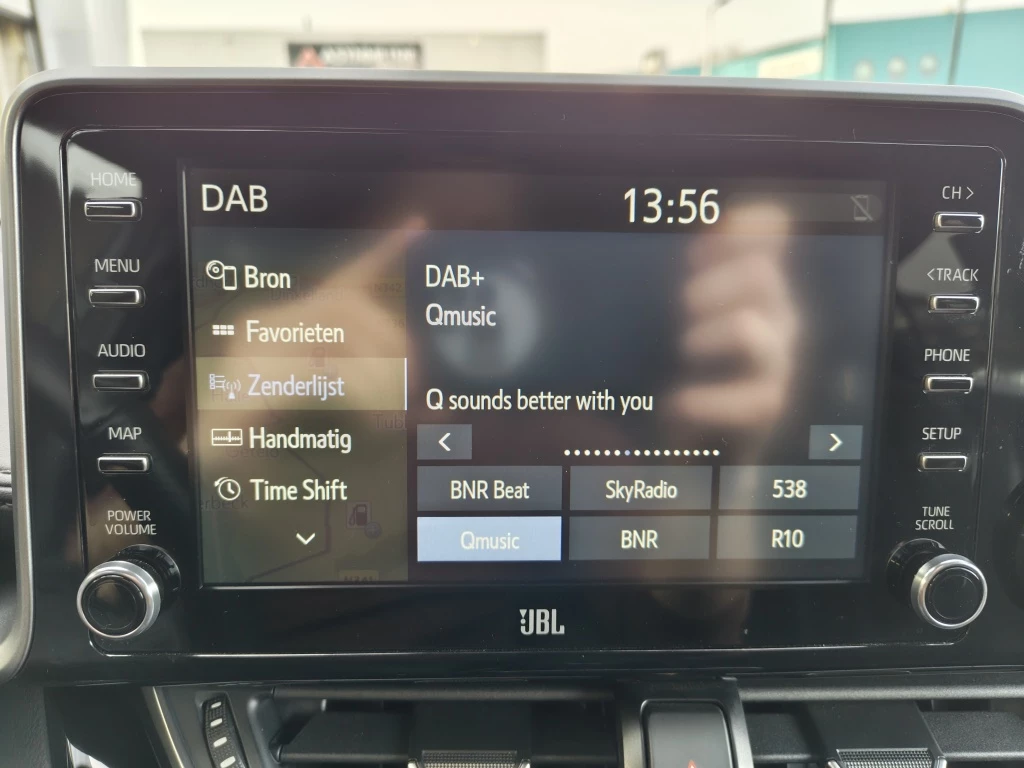 HOME
MENU
AUDIO
MAP
POWER
VOLUME
DAB
13:56
Bron
Favorieten
Zenderlijst
Handmatig
Time Shift
DAB+
Qmusic
Q sounds better with you
<
>
BNR Beat
SkyRadio
538
Qmusic
BNR
R10
CH >
<TRACK
PHONE
SETUP
TUNE
SCROLL
JBL